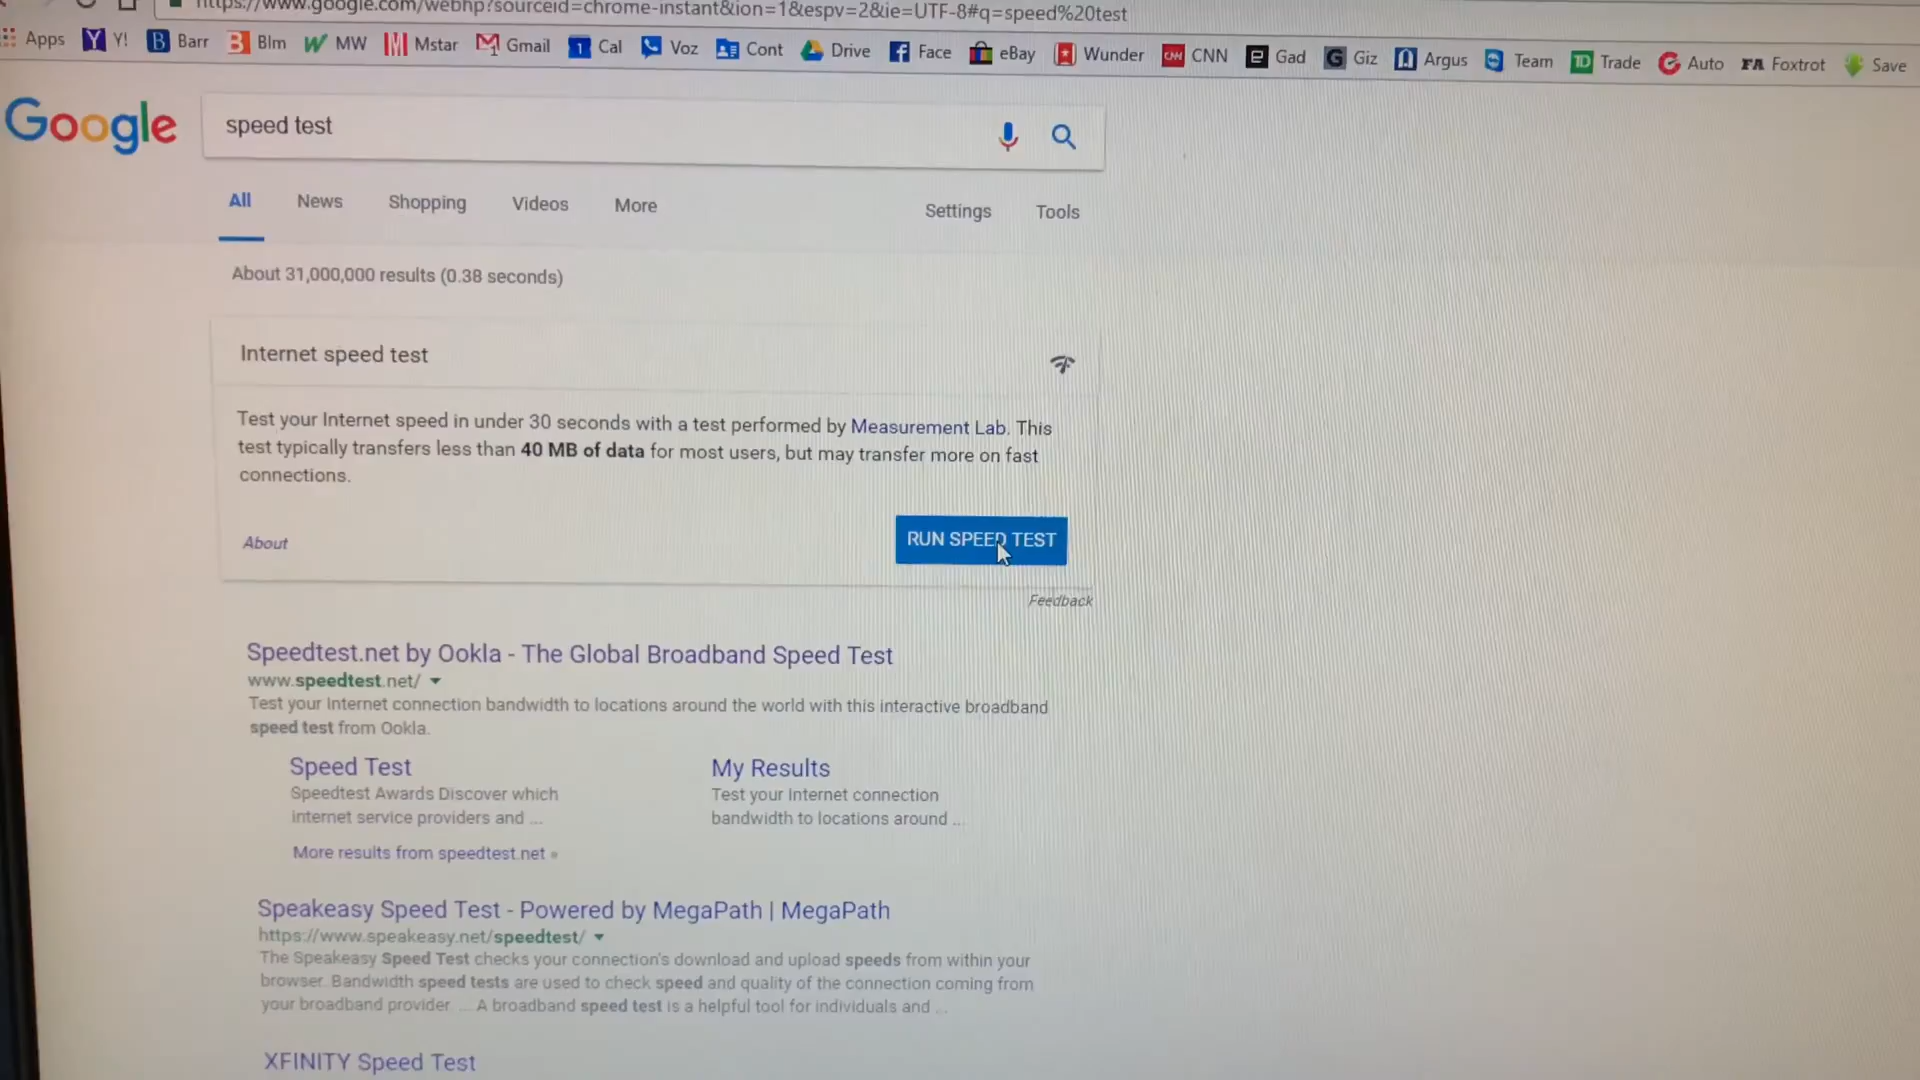 https://www.google.com/webhp?sourceid=chrome-instant&ion=1&espv=2&ie=UTF-8#q=speed%20test
Apps Y! Barr Blm MW Mstar Gmail 1 Cal Voz Cont Drive Face eBay Wunder CNN CNN Gad Giz Argus Team TD Trade Auto FA Foxtrot Save
Google speed test
All News Shopping Videos More Settings Tools
About 31,000,000 results (0.38 seconds)
Internet speed test
Test your Internet speed in under 30 seconds with a test performed by Measurement Lab. This
test typically transfers less than 40 MB of data for most users, but may transfer more on fast
connections.
About RUN SPEED TEST
Feedback
Speedtest.net by Ookla - The Global Broadband Speed Test
www.speedtest.net/
Test your Internet connection bandwidth to locations around the world with this interactive broadband
speed test from Ookla.
Speed Test My Results
Speedtest Awards Discover which Test your Internet connection
internet service providers and ... bandwidth to locations around ...
More results from speedtest.net »
Speakeasy Speed Test - Powered by MegaPath | MegaPath
https://www.speakeasy.net/speedtest/
The Speakeasy Speed Test checks your connection's download and upload speeds from within your
browser. Bandwidth speed tests are used to check speed and quality of the connection coming from
your broadband provider. ... A broadband speed test is a helpful tool for individuals and ...
XFINITY Speed Test